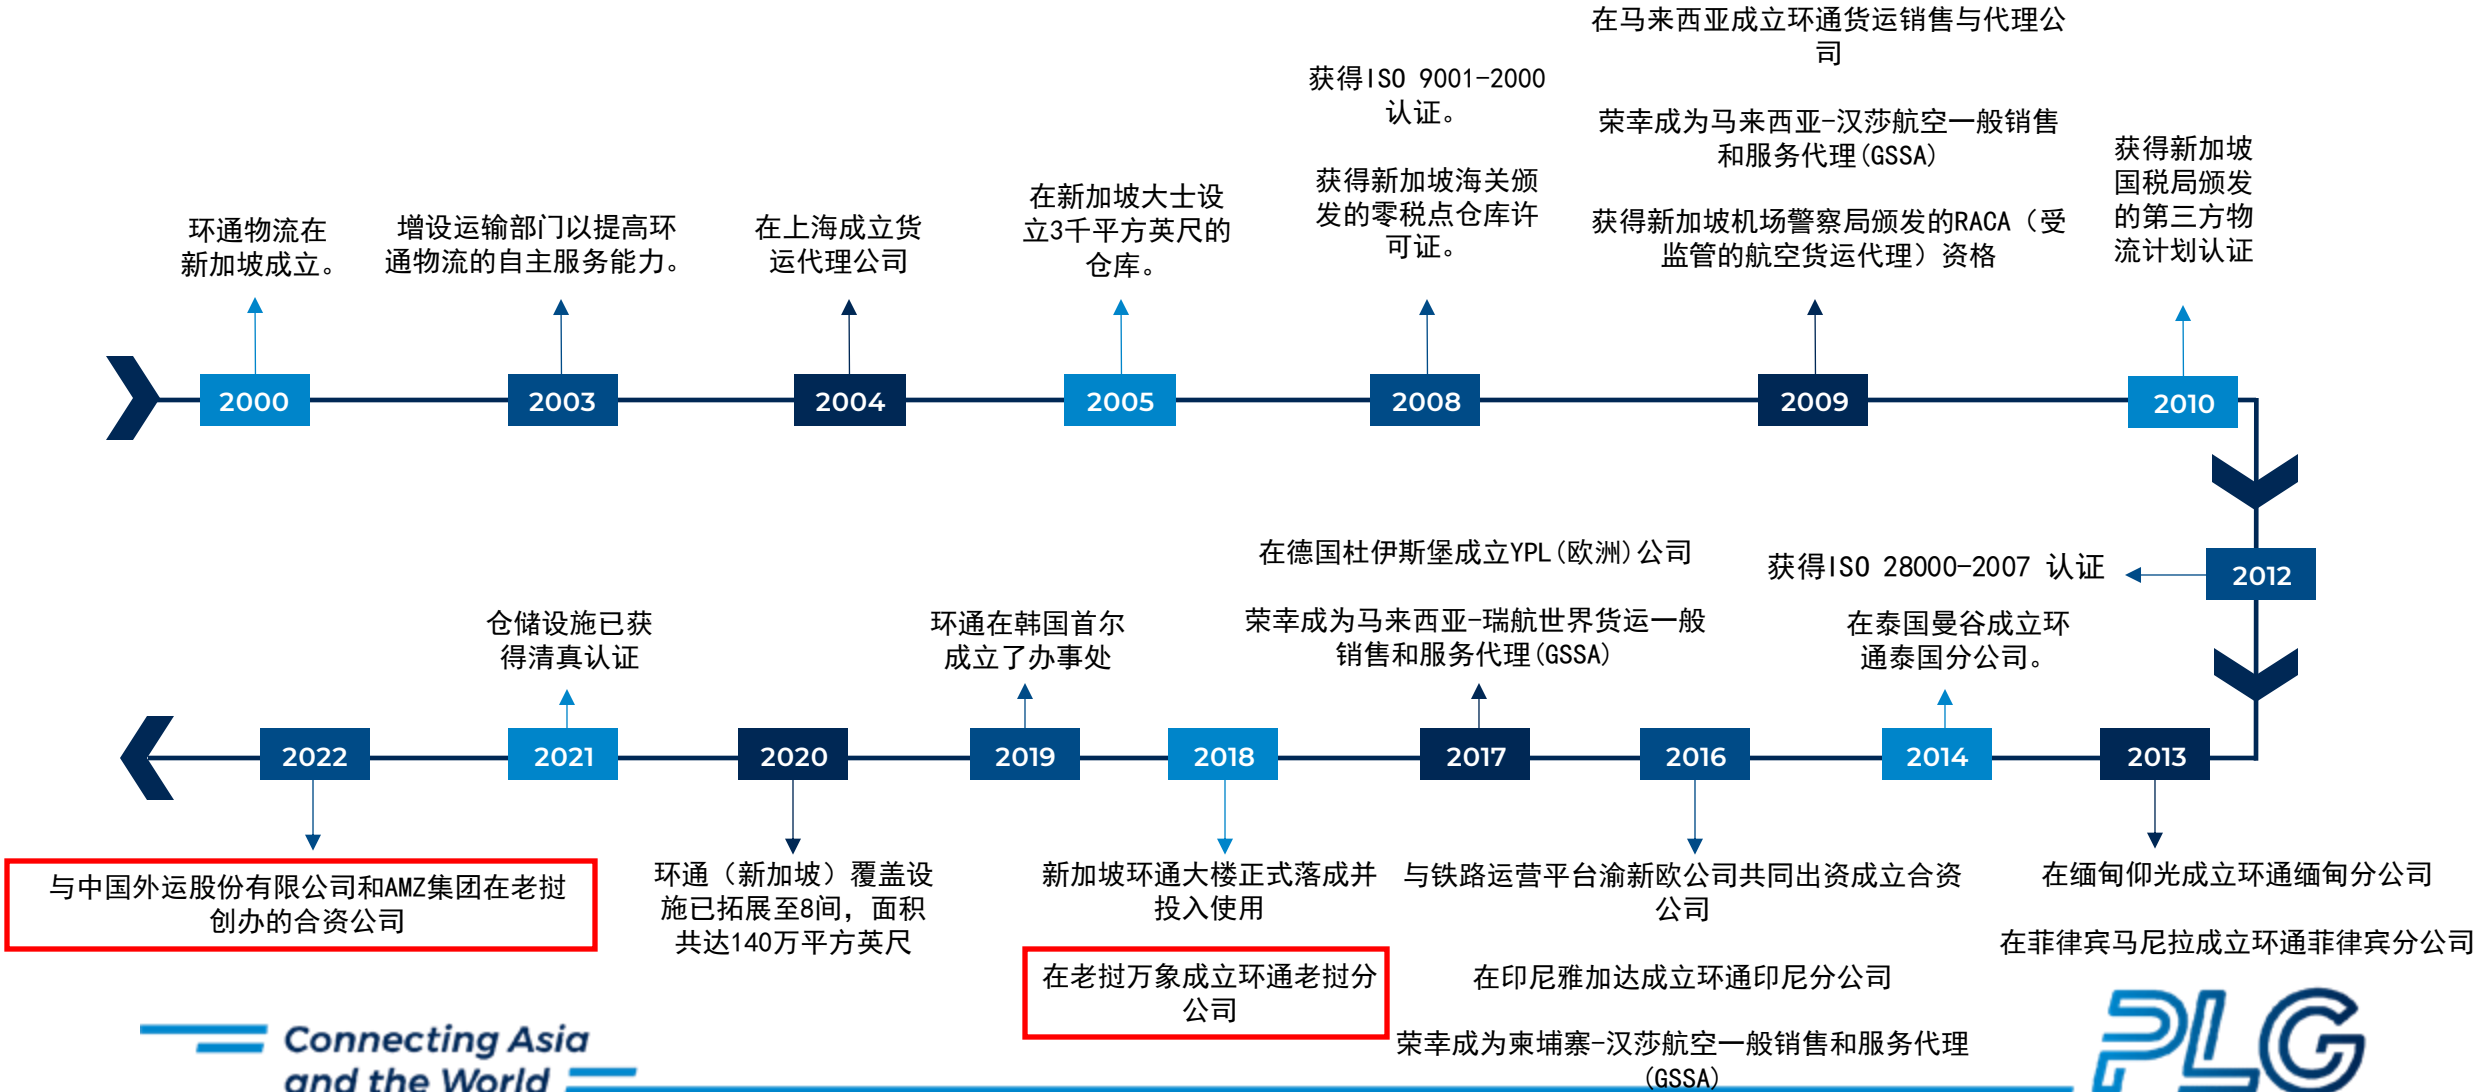 在马来西亚成立环通货运销售与代理公
司
荣幸成为马来西亚-汉莎航空一般销售
和服务代理(GSSA)
获得新加坡机场警察局颁发的RACA（受
监管的航空货运代理）资格
获得ISO 9001-2000
认证。
获得新加坡海关颁
发的零税点仓库许
可证。
获得新加坡
国税局颁发
的第三方物
流计划认证
在新加坡大士设
立3千平方英尺的
仓库。
在上海成立货
运代理公司
增设运输部门以提高环
通物流的自主服务能力。
环通物流在
新加坡成立。
2000
2003
2004
2005
2008
2009
2010
获得ISO 28000-2007 认证
2012
在德国杜伊斯堡成立YPL(欧洲)公司
荣幸成为马来西亚-瑞航世界货运一般
销售和服务代理(GSSA)
在泰国曼谷成立环
通泰国分公司。
环通在韩国首尔
成立了办事处
仓储设施已获
得清真认证
2022
2021
2020
2019
2018
2017
2016
2014
2013
与中国外运股份有限公司和AMZ集团在老挝
创办的合资公司
环通（新加坡）覆盖设
施已拓展至8间，面积
共达140万平方英尺
新加坡环通大楼正式落成并
投入使用
在老挝万象成立环通老挝分
公司
与铁路运营平台渝新欧公司共同出资成立合资
公司
在印尼雅加达成立环通印尼分公司
荣幸成为柬埔寨-汉莎航空一般销售和服务代理
(GSSA)
在缅甸仰光成立环通缅甸分公司
在菲律宾马尼拉成立环通菲律宾分公司
Connecting Asia
and the World
PLG